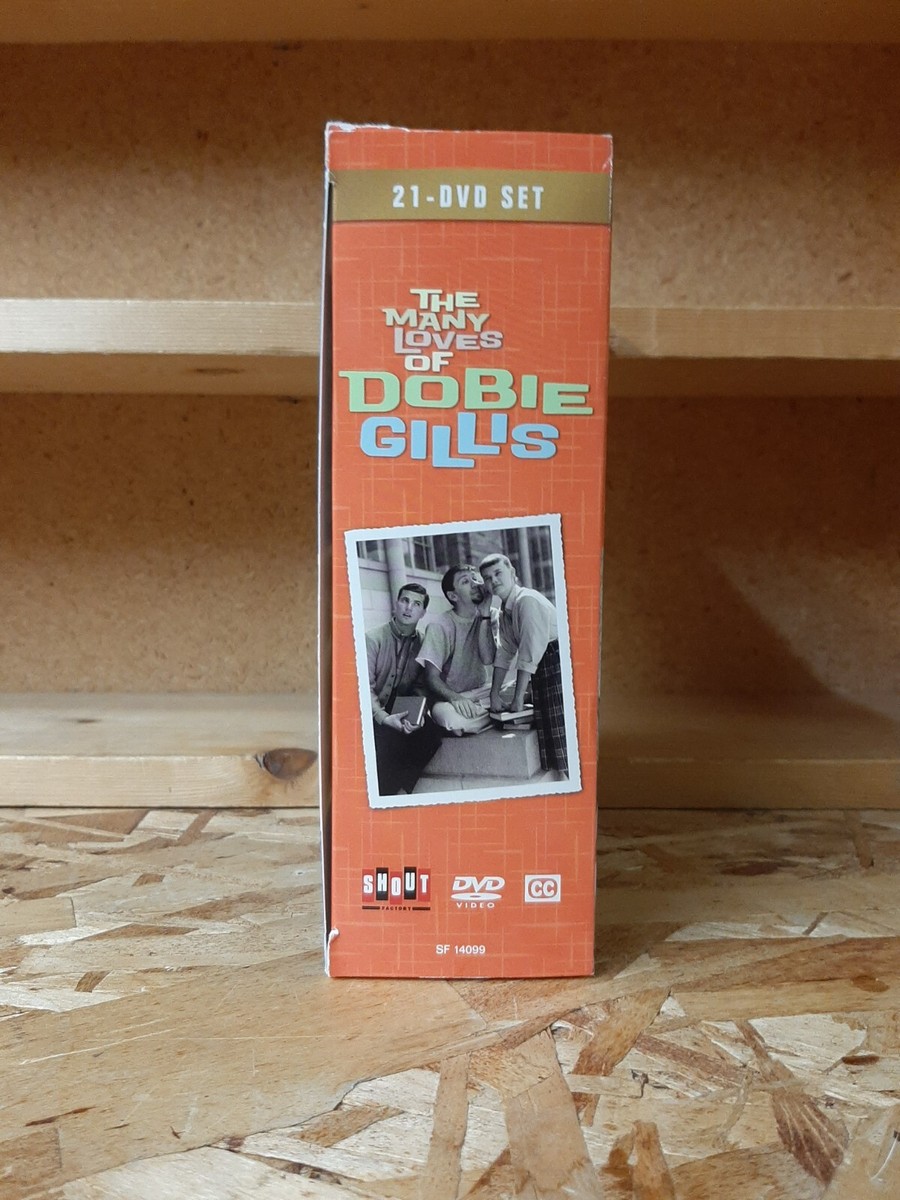 21-DVD SET
THE
MANY
LOVES
OF
DOBIE
GILLIS
SHOUT
FACTORY
DVD
VIDEO
CC
SF 14099